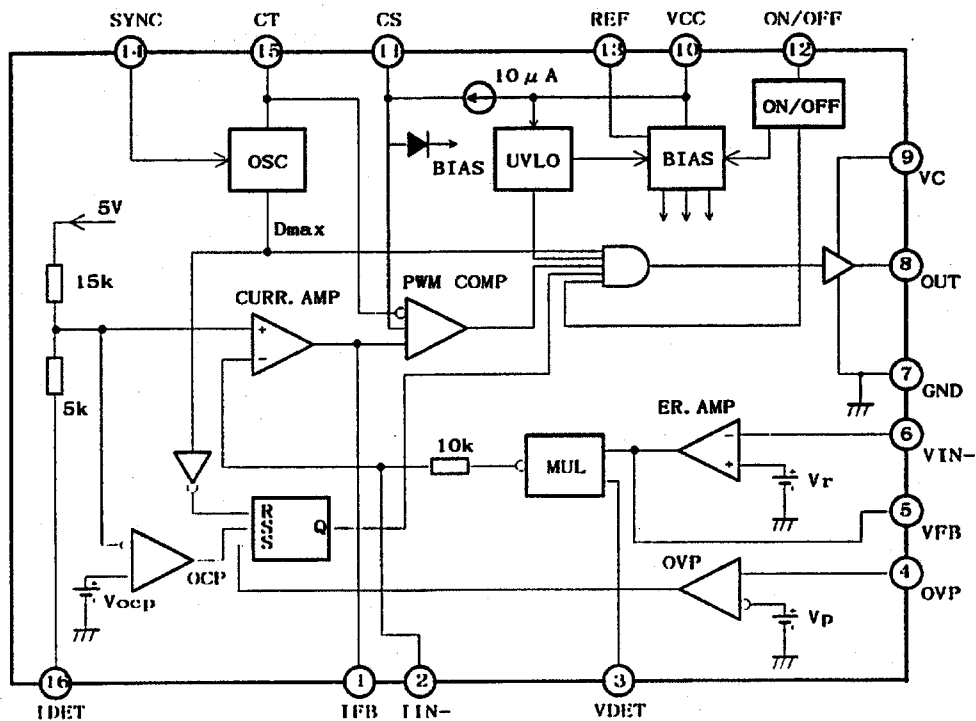 SYNC CT CS REF VCC ON/OFF
14 15 11 13 10 12
10μA
ON/OFF
OSC
BIAS
UVLO
BIAS
9
VC
5V
Dmax
15k
CURR. AMP
PWM COMP
8
OUT
+
−
5k
7
GND
ER. AMP
6
VIN-
10k
MUL
−
+
Vr
5
VFB
R
S
S
Q
OCP
Vocp
OVP
4
OVP
Vp
16 1 2 3
IDET IFB IIN- VDET